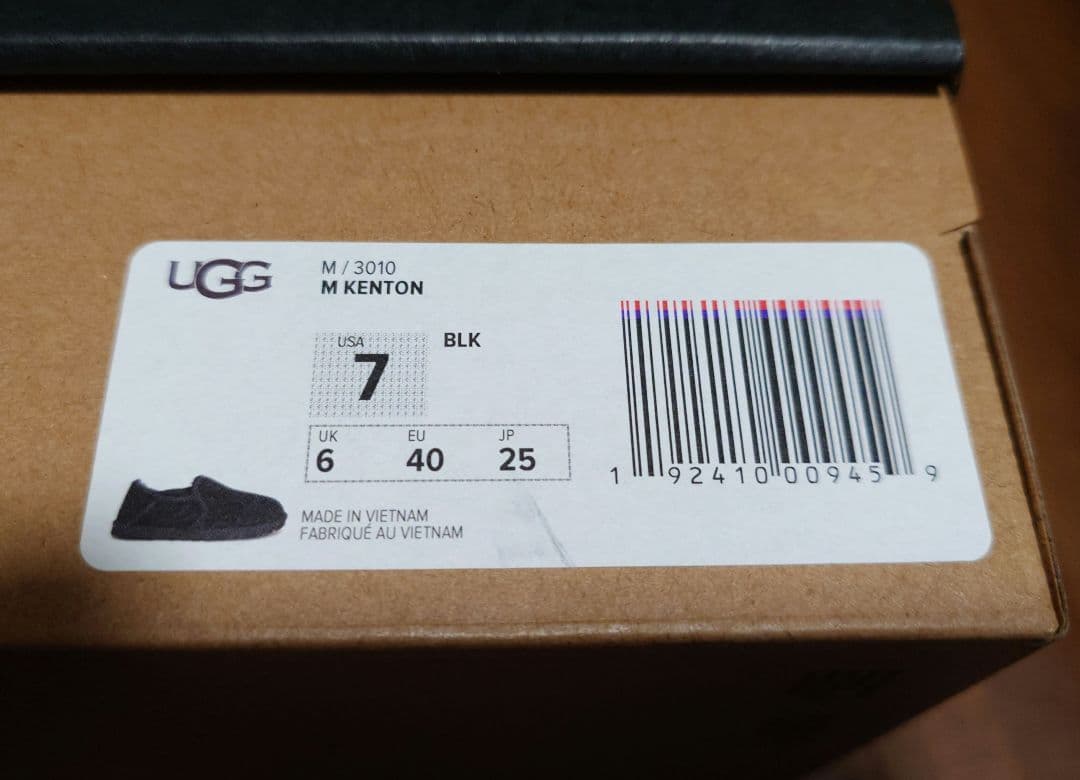 UGG
M / 3010
M KENTON
USA
7
BLK
UK EU JP
6 40 25
MADE IN VIETNAM
FABRIQUÉ AU VIETNAM
1 92410 00945 9